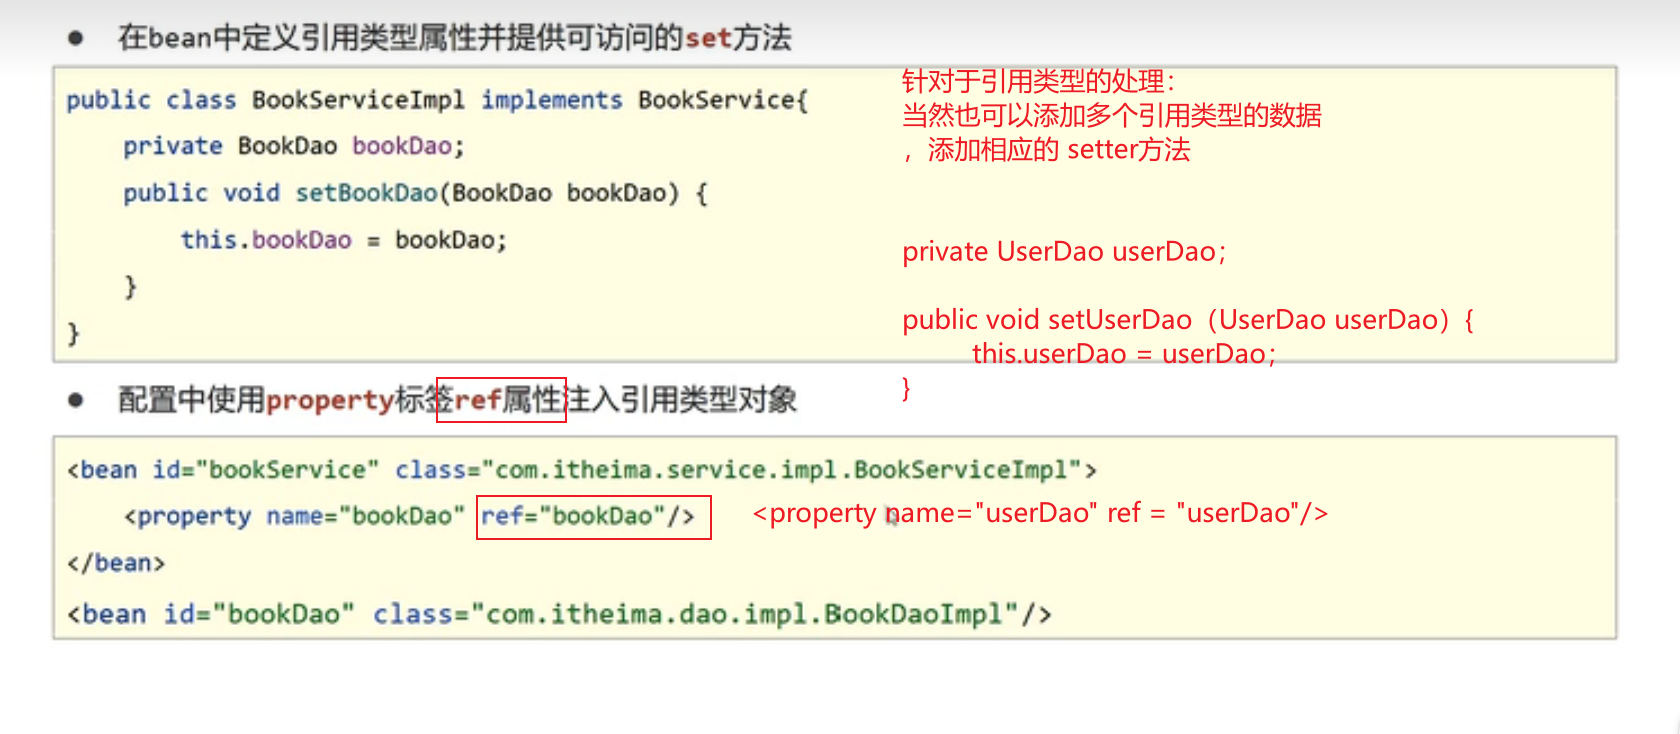 ● 在bean中定义引用类型属性并提供可访问的set方法
public class BookServiceImpl implements BookService{
    private BookDao bookDao;
    public void setBookDao(BookDao bookDao) {
        this.bookDao = bookDao;
    }
}
针对于引用类型的处理：
当然也可以添加多个引用类型的数据
，添加相应的 setter方法
private UserDao userDao；
public void setUserDao（UserDao userDao）{
        this.userDao = userDao；
}
● 配置中使用property标签ref属性注入引用类型对象
<bean id="bookService" class="com.itheima.service.impl.BookServiceImpl">
    <property name="bookDao" ref="bookDao"/>
<property name="userDao" ref = "userDao"/>
</bean>
<bean id="bookDao" class="com.itheima.dao.impl.BookDaoImpl"/>